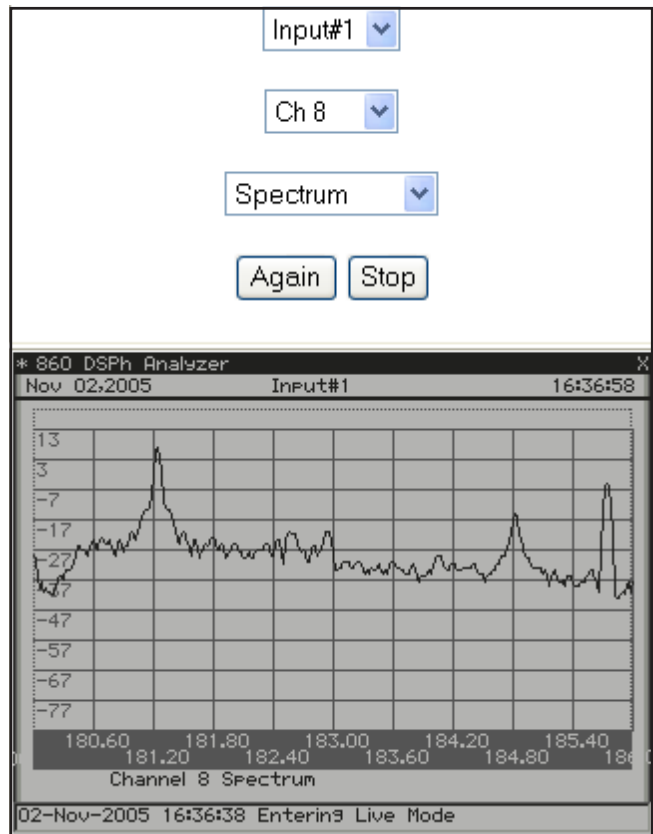 Input#1
Ch 8
Spectrum
Again Stop
* 860 DSPh Analyzer X
Nov 02,2005 Input#1 16:36:58
13
3
-7
-17
-27
-37
-47
-57
-67
-77
180.60 181.80 183.00 184.20 185.40
181.20 182.40 183.60 184.80
Channel 8 Spectrum
02-Nov-2005 16:36:38 Entering Live Mode